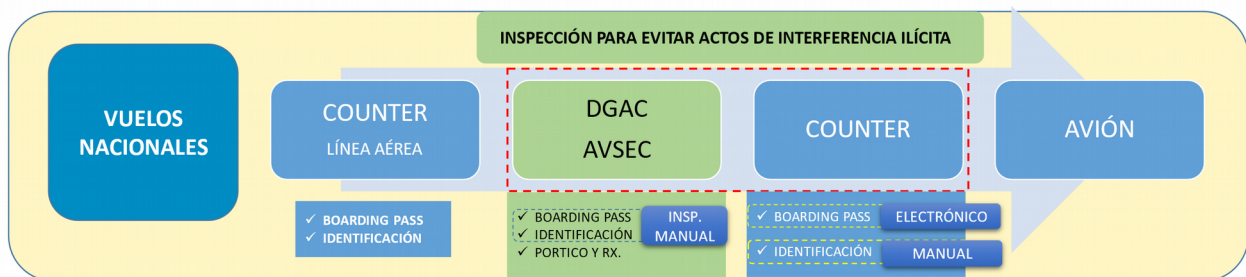 INSPECCIÓN PARA EVITAR ACTOS DE INTERFERENCIA ILÍCITA
VUELOS
NACIONALES
COUNTER
LÍNEA AÉREA
DGAC
AVSEC
COUNTER
AVIÓN
✓ BOARDING PASS
✓ IDENTIFICACIÓN
✓ BOARDING PASS
✓ IDENTIFICACIÓN
✓ PORTICO Y RX.
INSP.
MANUAL
✓ BOARDING PASS
ELECTRÓNICO
✓ IDENTIFICACIÓN
MANUAL